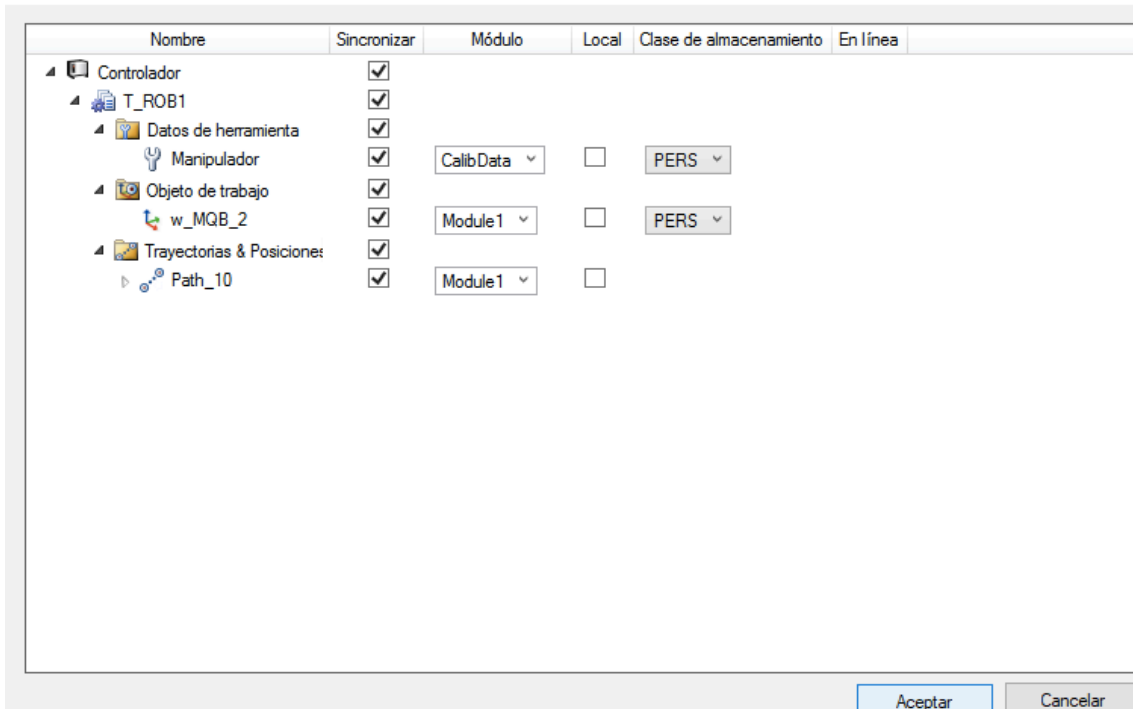 Nombre Sincronizar Módulo Local Clase de almacenamiento En línea
Controlador
T_ROB1
Datos de herramienta
Manipulador CalibData PERS
Objeto de trabajo
w_MQB_2 Module1 PERS
Trayectorias & Posiciones
Path_10 Module1
Aceptar Cancelar